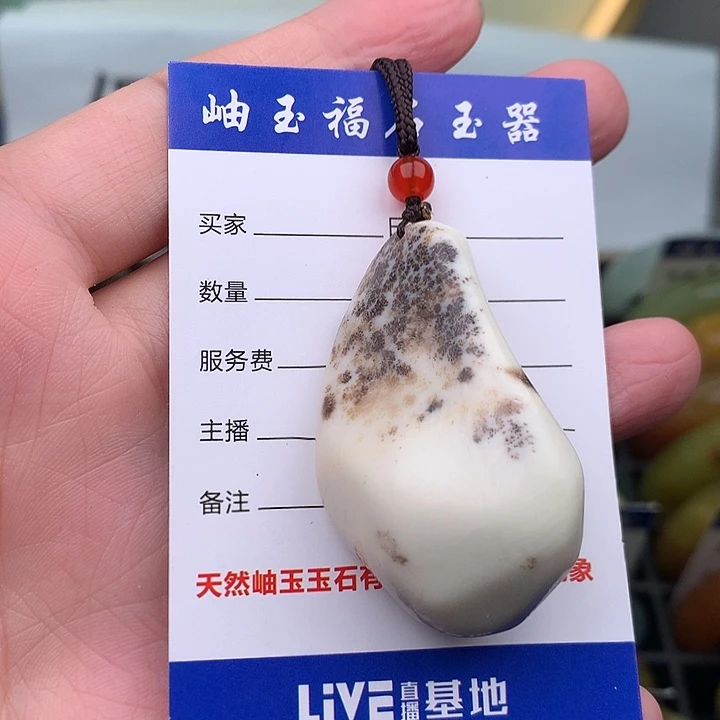 岫玉福 玉器
买家
数量
服务费
主播
备注
天然岫玉玉石有 象
LiVE直播基地